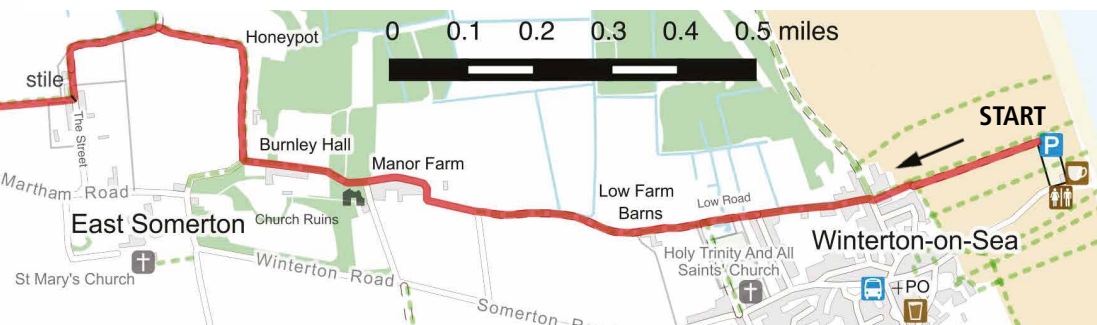 0 0.1 0.2 0.3 0.4 0.5 miles
Honeypot
stile
START
P
The Street
Burnley Hall
Manor Farm
Martham Road
Low Farm
Barns
Low Road
Church Ruins
East Somerton
Winterton-on-Sea
Holy Trinity And All
Saints' Church
St Mary's Church
Winterton Road
+PO
Somerton R